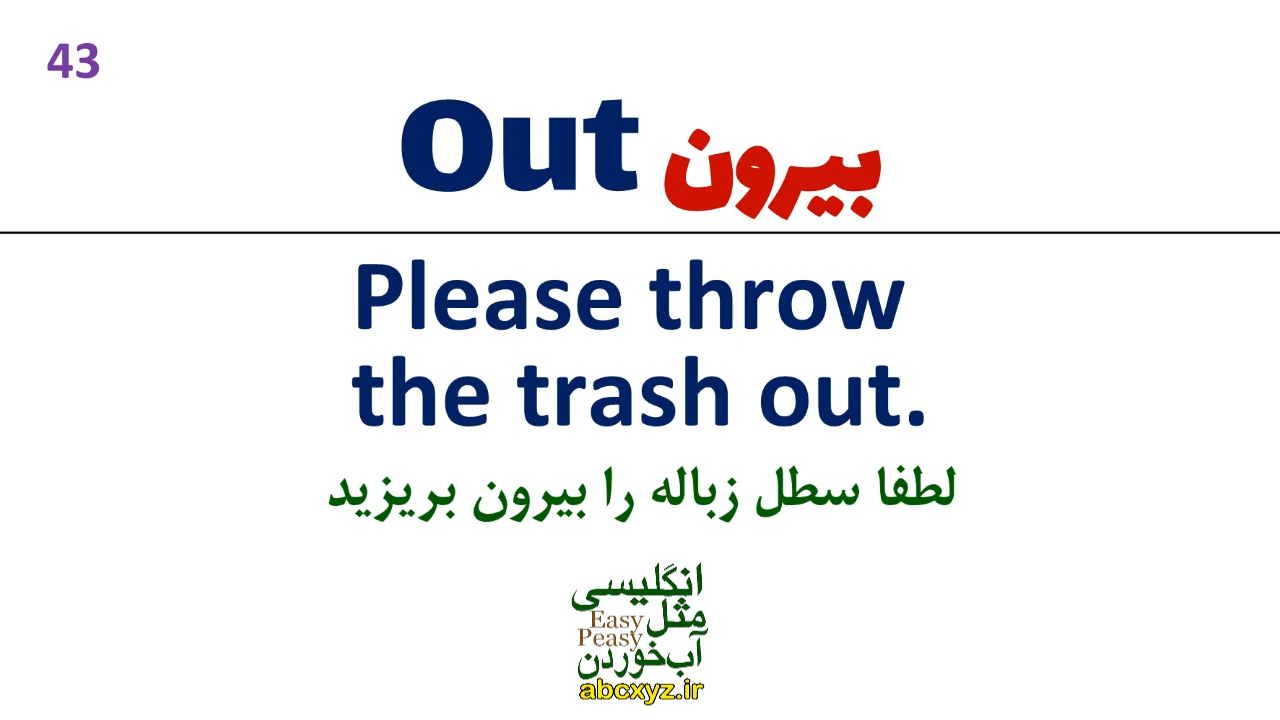 43
Out بیرون
Please throw
the trash out.
لطفا سطل زباله را بیرون بریزید
انگلیسی
مثل Easy
Peasy
آب‌خوردن
abcxyz.ir